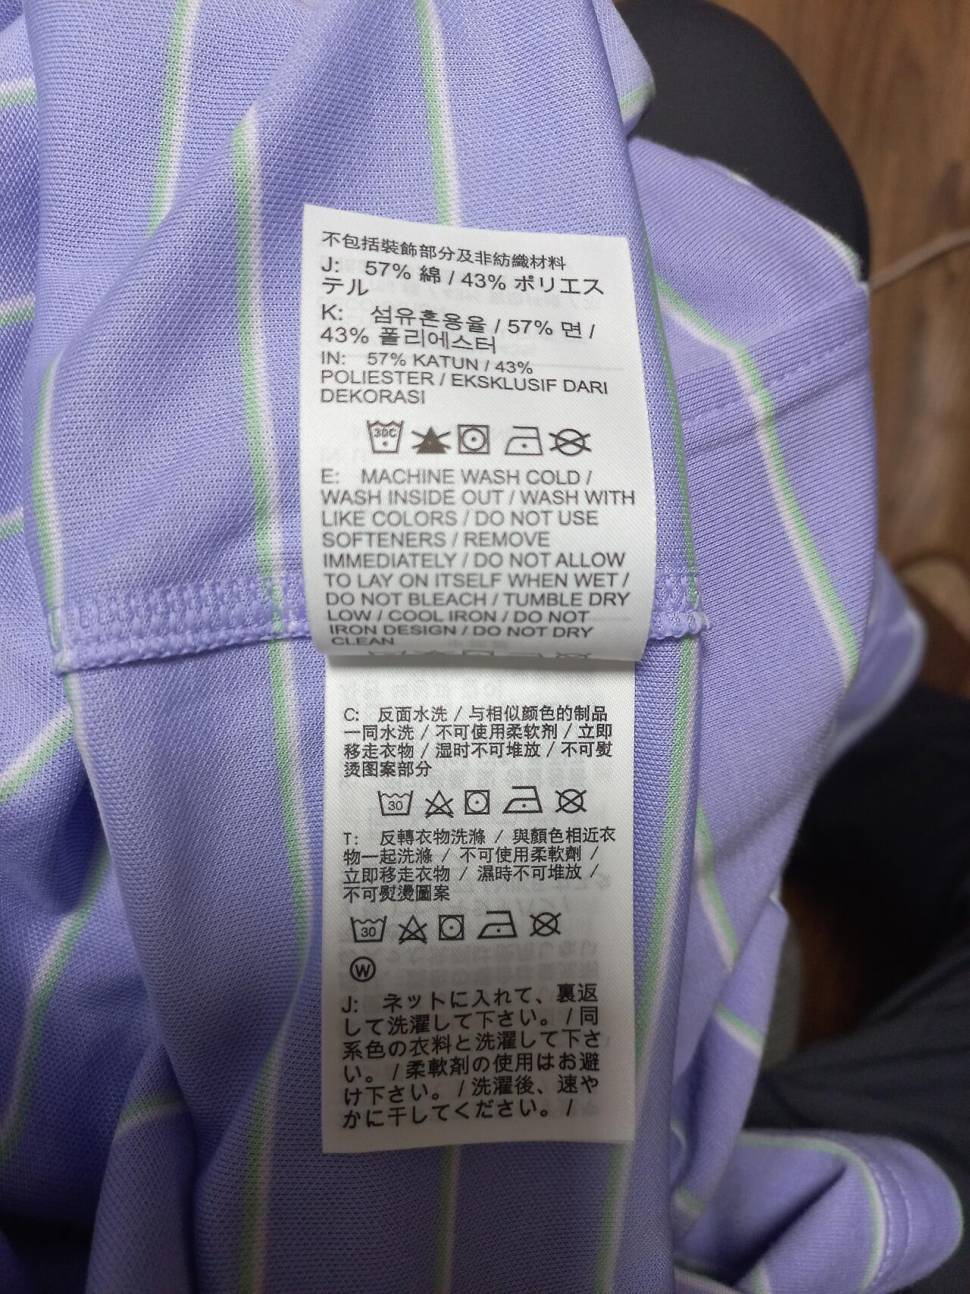 不包括裝飾部分及非紡織材料
J: 57% 綿 / 43% ポリエス
テル
K: 섬유혼용율 / 57% 면 /
43% 폴리에스터
IN: 57% KATUN / 43%
POLIESTER / EKSKLUSIF DARI
DEKORASI
30C
E: MACHINE WASH COLD /
WASH INSIDE OUT / WASH WITH
LIKE COLORS / DO NOT USE
SOFTENERS / REMOVE
IMMEDIATELY / DO NOT ALLOW
TO LAY ON ITSELF WHEN WET /
DO NOT BLEACH / TUMBLE DRY
LOW / COOL IRON / DO NOT
IRON DESIGN / DO NOT DRY
CLEAN
C: 反面水洗 / 与相似颜色的制品
一同水洗 / 不可使用柔软剂 / 立即
移走衣物 / 湿时不可堆放 / 不可熨
烫图案部分
30
T: 反轉衣物洗滌 / 與顏色相近衣
物一起洗滌 / 不可使用柔軟劑 /
立即移走衣物 / 濕時不可堆放 /
不可熨燙圖案
30
W
J: ネットに入れて、裏返
して洗濯して下さい。 / 同
系色の衣料と洗濯して下さ
い。 / 柔軟剤の使用はお避
け下さい。 / 洗濯後、速や
かに干してください。 /